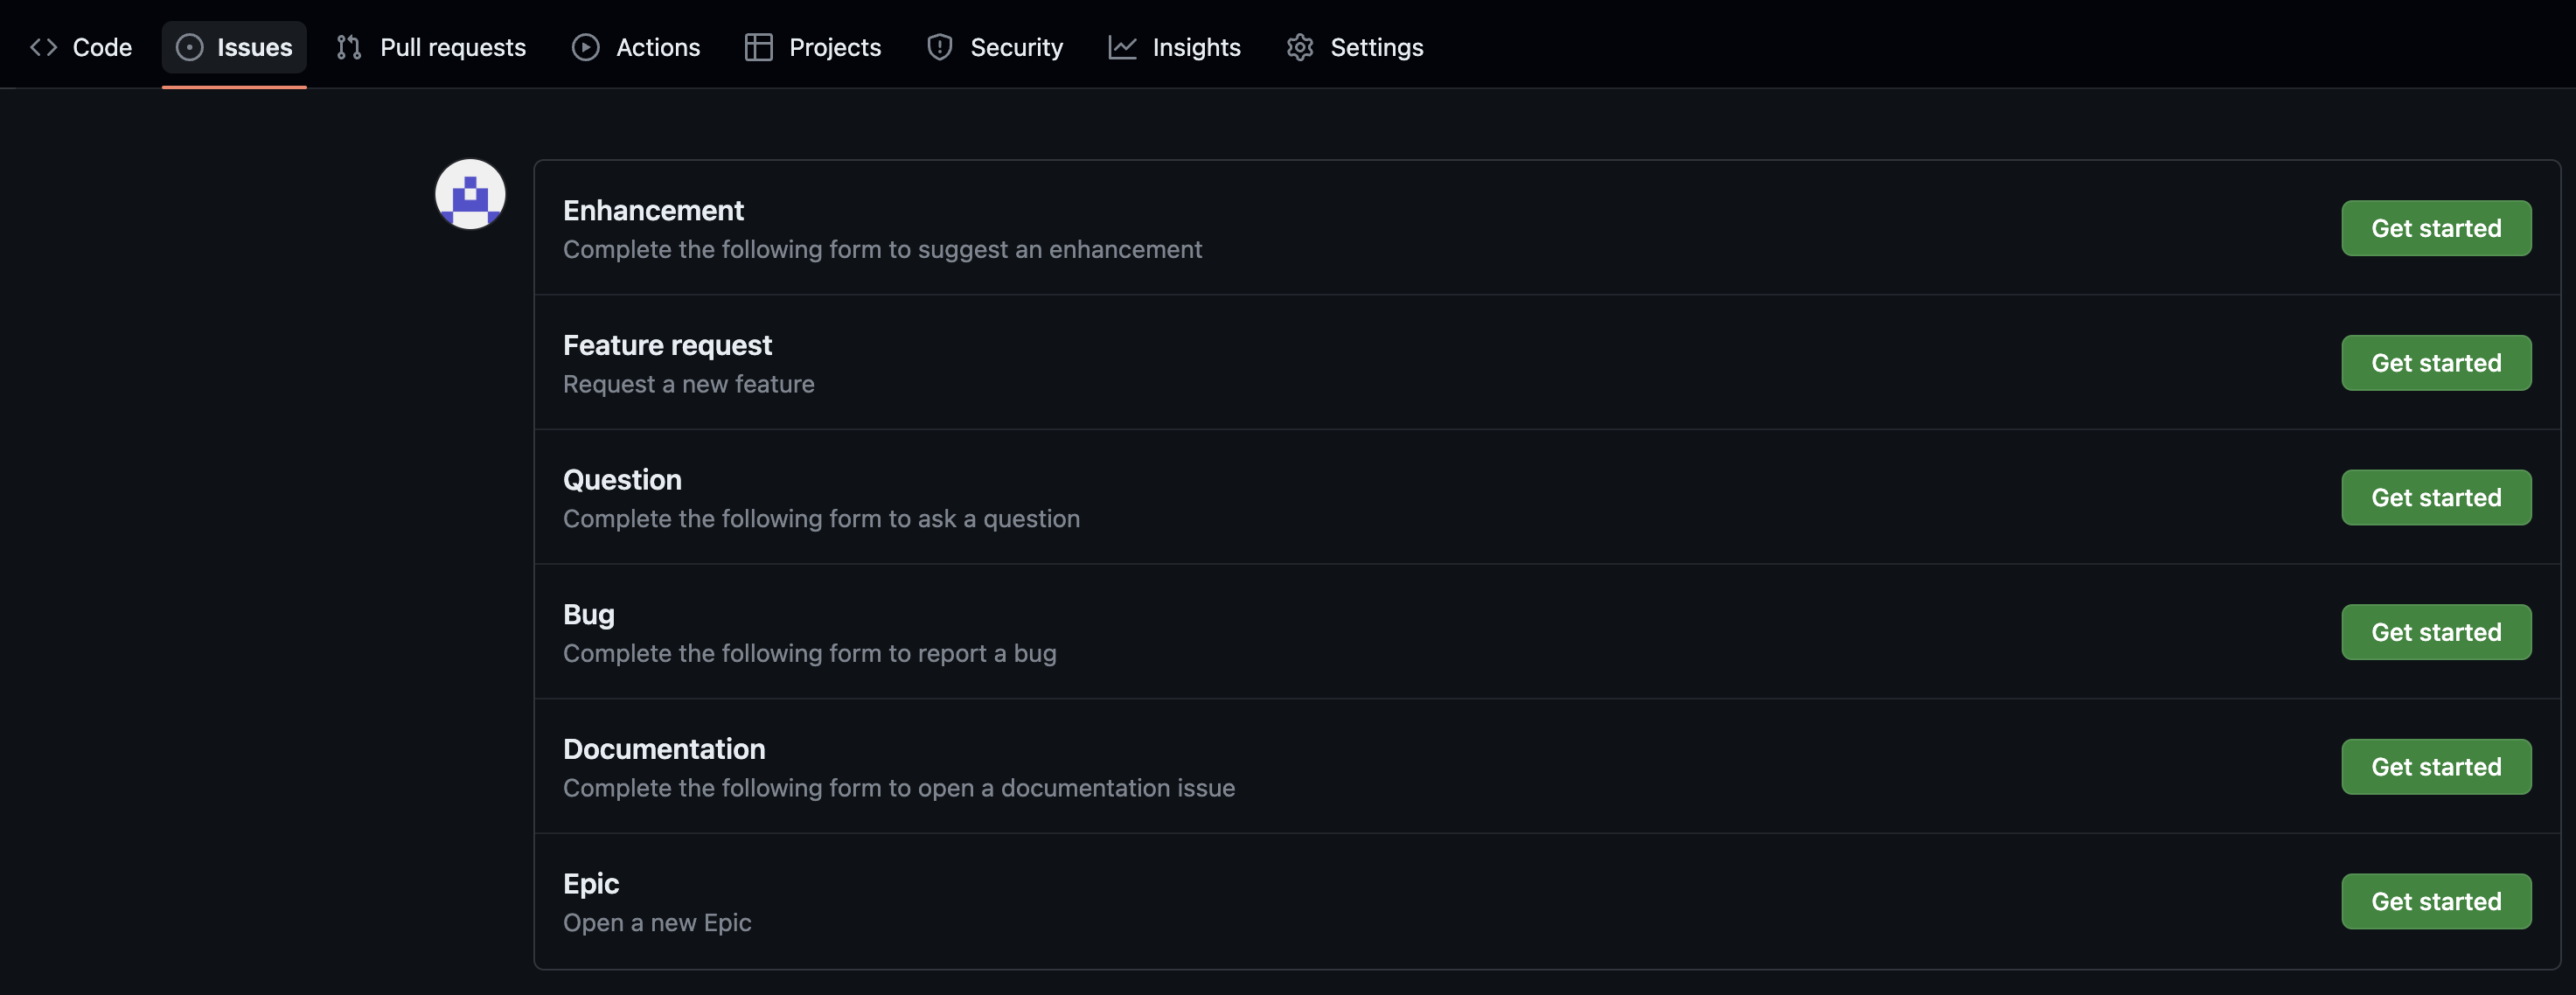 Code Issues Pull requests Actions Projects Security Insights Settings
Enhancement
Complete the following form to suggest an enhancement
Get started
Feature request
Request a new feature
Get started
Question
Complete the following form to ask a question
Get started
Bug
Complete the following form to report a bug
Get started
Documentation
Complete the following form to open a documentation issue
Get started
Epic
Open a new Epic
Get started